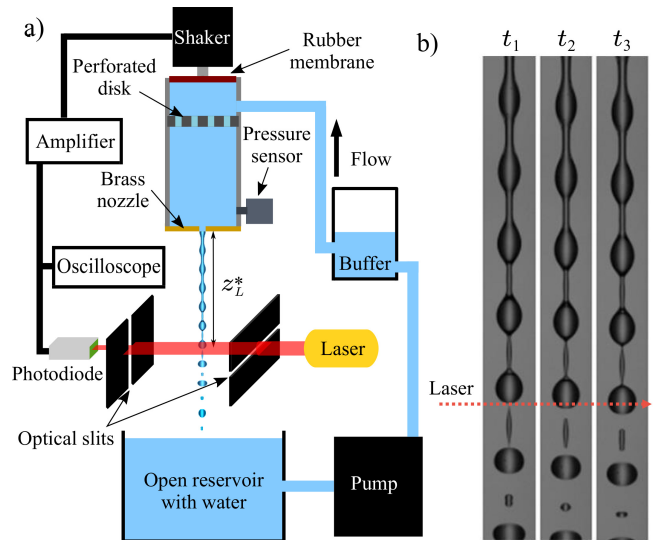 a)
Shaker
Rubber
membrane
Perforated
disk
Amplifier
Pressure
sensor
Flow
Brass
nozzle
Buffer
Oscilloscope
z*L
Laser
Photodiode
Optical slits
Open reservoir
with water
Pump
b)
t1 t2 t3
Laser